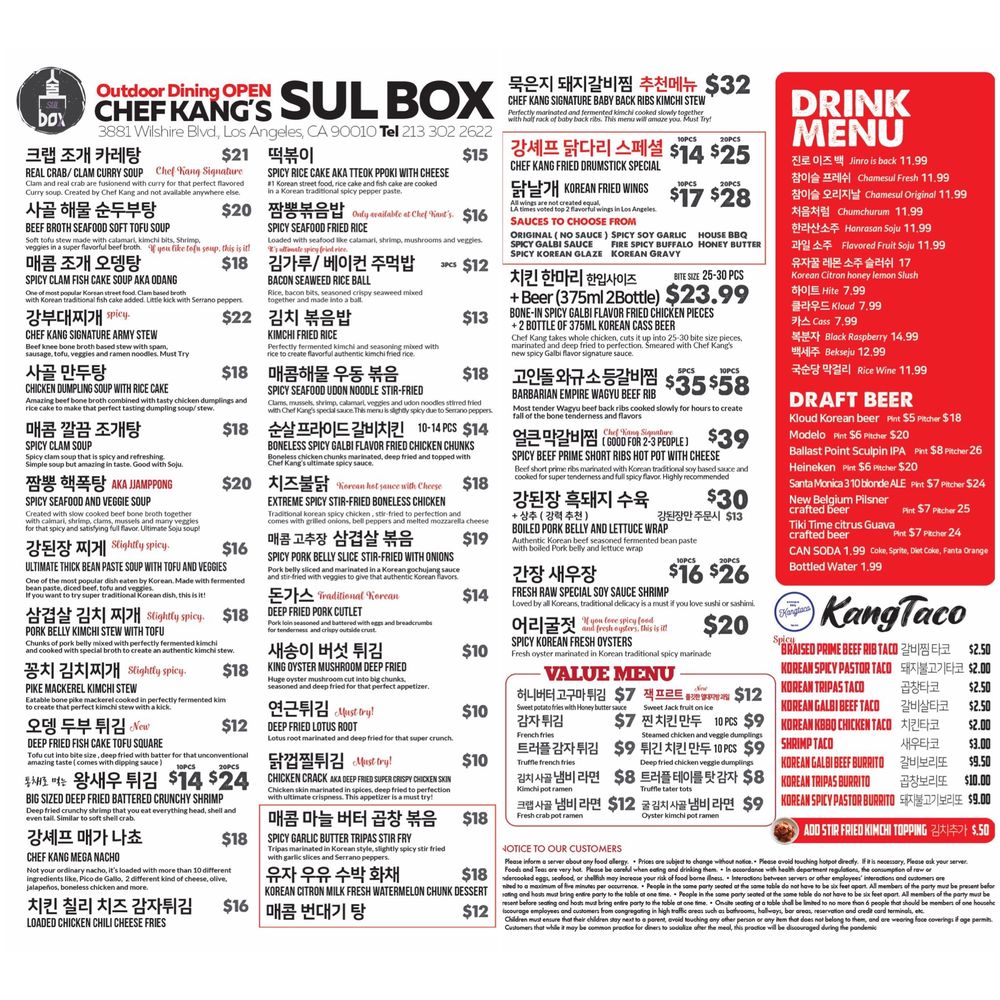 SUL
box
Outdoor Dining OPEN
CHEF KANG'S SUL BOX
3881 Wilshire Blvd., Los Angeles, CA 90010 Tel 213 302 2622
크랩 조개 카레탕 $21
REAL CRAB/ CLAM CURRY SOUP Chef Kang Signature
Clam and real crab are fusionend with curry for that perfect flavored
Curry soup. Created by Chef Kang and not available anywhere else.
사골 해물 순두부탕 $20
BEEF BROTH SEAFOOD SOFT TOFU SOUP
Soft tofu stew made with calamari, kimchi bits, Shrimp,
veggies in a super flavorful beef broth. If you like tofu soup, this is it!
매콤 조개 오뎅탕 $18
SPICY CLAM FISH CAKE SOUP AKA ODANG
One of most popular Korean street food. Clam based broth
with Korean traditional fish cake added. Little kick with Serrano peppers.
강부대찌개 spicy. $22
CHEF KANG SIGNATURE ARMY STEW
Beef knee bone broth based stew with spam,
sausage, tofu, veggies and ramen noodles. Must Try
사골 만두탕 $18
CHICKEN DUMPLING SOUP WITH RICE CAKE
Amazing beef bone broth combined with tasty chicken dumplings and
rice cake to make that perfect tasting dumpling soup/ stew.
매콤 깔끔 조개탕 $18
SPICY CLAM SOUP
Spicy clam soup that is spicy and refreshing.
Simple soup but amazing in taste. Good with Soju.
짬뽕 핵폭탕 AKA JJAMPPONG $20
SPICY SEAFOOD AND VEGGIE SOUP
Created with slow cooked beef bone broth together
with calmari, shrimp, clams, mussels and many veggies
for that spicy and satisfying full flavor. Ultimate Soju soup!
강된장 찌게 Slightly spicy. $16
ULTIMATE THICK BEAN PASTE SOUP WITH TOFU AND VEGGIES
One of the most popular dish eaten by Korean. Made with fermented
bean paste, diced beef, tofu and veggies.
If you want to try super traditional Korean dish, this is it!
삼겹살 김치 찌개 Slightly spicy. $18
PORK BELLY KIMCHI STEW WITH TOFU
Chunks of pork belly mixed with perfectly fermented kimchi
and cooked with special broth to create an authentic kimchi stew.
꽁치 김치찌개 Slightly spicy. $18
PIKE MACKEREL KIMCHI STEW
Eatable bone pike mackerel cooked in perfectly fermented kim
to create that perfect kimchi stew with a kick.
오뎅 두부 튀김 New $12
DEEP FRIED FISH CAKE TOFU SQUARE
Tofu cut into bite size , deep fried with batter for that unconventional
amazing taste ( comes with dipping sauce )
통째로 먹는 왕새우 튀김 10PCS $14 20PCS $24
BIG SIZED DEEP FRIED BATTERED CRUNCHY SHRIMP
Deep fried crunchy shrimp that you eat everything head, shell and
even tail. Similar to soft shell crab.
강셰프 매가 나쵸 $18
CHEF KANG MEGA NACHO
Not your ordinary nacho, it's loaded with more than 10 different
ingredients like, Pico de Gallo, 2 different kind of cheese, olive,
jalapeños, boneless chicken and more.
치킨 칠리 치즈 감자튀김 $16
LOADED CHICKEN CHILI CHEESE FRIES
떡볶이 $15
SPICY RICE CAKE AKA TTEOK PPOKI WITH CHEESE
#1 Korean street food, rice cake and fish cake are cooked
in a Korean traditional spicy pepper paste.
짬뽕볶음밥 Only available at Chef Kant's. $16
SPICY SEAFOOD FRIED RICE
Loaded with seafood like calamari, shrimp, mushrooms and veggies.
It's ultimate spicy fried rice.
김가루/ 베이컨 주먹밥 3PCS $12
BACON SEAWEED RICE BALL
Rice, bacon bits, seasoned crispy seaweed mixed
together and made into a ball.
김치 볶음밥 $13
KIMCHI FRIED RICE
Perfectly fermented kimchi and seasoning mixed with
rice to create flavorful authentic kimchi fried rice.
매콤해물 우동 볶음 $18
SPICY SEAFOOD UDON NOODLE STIR-FRIED
Clams, mussels, shrimp, calamari, veggies and udon noodles stirred fried
with Chef Kang's special sauce.This menu is slightly spicy due to Serrano peppers.
순살 프라이드 갈비치킨 10-14 PCS $14
BONELESS SPICY GALBI FLAVOR FRIED CHICKEN CHUNKS
Boneless chicken chunks marinated, deep fried and topped with
Chef Kang's ultimate spicy sauce.
치즈불닭 Korean hot sauce with Cheese $18
EXTREME SPICY STIR-FRIED BONELESS CHICKEN
Traditional korean spicy chicken , stir-fried to perfection and
comes with grilled onions, bell peppers and melted mozzarella cheese
매콤 고추장 삼겹살 볶음 $19
SPICY PORK BELLY SLICE STIR-FRIED WITH ONIONS
Pork belly sliced and marinated in a Korean gochujang sauce
and stir-fried with veggies to give that authentic Korean flavors.
돈가스 Traditional Korean $14
DEEP FRIED PORK CUTLET
Pork loin seasoned and battered with eggs and breadcrumbs
for tenderness and crispy outside crust.
새송이 버섯 튀김 $10
KING OYSTER MUSHROOM DEEP FRIED
Huge oyster mushroom cut into big chunks,
seasoned and deep fried for that perfect appetizer.
연근튀김 Must try! $10
DEEP FRIED LOTUS ROOT
Lotus root marinated and deep fried for that super crunch.
닭껍찔튀김 Must try! $10
CHICKEN CRACK AKA DEEP FRIED SUPER CRISPY CHICKEN SKIN
Chicken skin marinated in spices, deep fried to perfection
with ultimate crispness. This appetizer is a must try!
매콤 마늘 버터 곱창 볶음 $18
SPICY GARLIC BUTTER TRIPAS STIR FRY
Tripas marinated in Korean style, slightly spicy stir fried
with garlic slices and Serrano peppers.
유자 우유 수박 화채 $18
KOREAN CITRON MILK FRESH WATERMELON CHUNK DESSERT
매콤 번대기 탕 $12
묵은지 돼지갈비찜 추천메뉴 $32
CHEF KANG SIGNATURE BABY BACK RIBS KIMCHI STEW
Perfectly marinated and fermented kimchi cooked slowly together
with half rack of baby back ribs. This menu will amaze you. Must Try!
강셰프 닭다리 스페셜 10PCS $14 20PCS $25
CHEF KANG FRIED DRUMSTICK SPECIAL
닭날개 KOREAN FRIED WINGS 10PCS $17 20PCS $28
All wings are not created equal,
LA times voted top 2 flavorful wings in Los Angeles.
SAUCES TO CHOOSE FROM
ORIGINAL ( NO SAUCE ) SPICY SOY GARLIC HOUSE BBQ
SPICY GALBI SAUCE FIRE SPICY BUFFALO HONEY BUTTER
SPICY KOREAN GLAZE KOREAN GRAVY
치킨 한마리 한입사이즈 BITE SIZE 25-30 PCS
+ Beer (375ml 2Bottle) $23.99
BONE-IN SPICY GALBI FLAVOR FRIED CHICKEN PIECES
+ 2 BOTTLE OF 375ML KOREAN CASS BEER
Chef Kang takes whole chicken, cuts it up into 25-30 bite size pieces,
marinated and deep fried to perfection. Smeared with Chef Kang's
new spicy Galbi flavor signature sauce.
고인돌 와규 소 등갈비찜 5PCS $35 10PCS $58
BARBARIAN EMPIRE WAGYU BEEF RIB
Most tender Wagyu beef back ribs cooked slowly for hours to create
fall of the bone tenderness and flavors
얼큰 막갈비찜 Chef Kang Signature ( GOOD FOR 2-3 PEOPLE ) $39
SPICY BEEF PRIME SHORT RIBS HOT POT WITH CHEESE
Beef short prime ribs marinated with Korean traditional soy based sauce and
cooked for super tenderness and full spicy flavor. Highly recommended
강된장 흑돼지 수육 $30
+ 상추 ( 강력 추천 ) 강된장만 주문시 $13
BOILED PORK BELLY AND LETTUCE WRAP
Authentic Korean beef seasoned fermented bean paste
with boiled Pork belly and lettuce wrap
간장 새우장 10PCS $16 20PCS $26
FRESH RAW SPECIAL SOY SAUCE SHRIMP
Loved by all Koreans, traditional delicacy is a must if you love sushi or sashimi.
어리굴젓 If you love spicy food and fresh oysters, this is it! $20
SPICY KOREAN FRESH OYSTERS
Fresh oyster marinated in Korean traditional spicy marinade
VALUE MENU
허니버터 고구마 튀김 $7 잭 프르트 New $12
Sweet potato fries with Honey butter sauce Sweet Jack fruit on ice
감자 튀김 $7 찐 치킨 만두 10 PCS $9
French fries Steamed chicken and veggie dumplings
트러플 감자 튀김 $9 튀긴 치킨 만두 10 PCS $9
Truffle french fries Deep fried chicken veggie dumplings
김치 사골 냄비 라면 $8 트러플 테이틀 탓 감자 $8
Kimchi pot ramen Truffle tater tots
크랩 사골 냄비 라면 $12 굴 김치 사골 냄비 라면 $9
Fresh crab pot ramen Oyster kimchi pot ramen
NOTICE TO OUR CUSTOMERS
Please inform a server about any food allergy. • Prices are subject to change without notice. • Please avoid touching hotpot directly. If it is necessary, Please ask your server.
Foods and Teas are very hot. Please be careful when eating and drinking them. • In accordance with health department regulations, the consumption of raw or
ndercooked eggs, seafood, or shellfish may increase your risk of food borne illness. • Interactions between servers or other employees' interactions and customers are
nited to a maximum of five minutes per occurrence. • People in the same party seated at the same table do not have to be six feet apart. All members of the party must be present befor
eating and hosts must bring the entire party to the table at one time. • People in the same party seated at the same table do not have to be six feet apart. All members of the party must b
resent before seating and hosts must bring entire party to the table at one time. • On-site seating at a table shall be limited to no more than 6 people that should be members of one househc
iscourage employees and customers from congregating in high traffic areas such as bathrooms, hallways, bar areas, reservation and credit card terminals, etc.
Children must ensure that their children stay next to a parent, avoid touching any other person or any item that does not belong to them, and are wearing face coverings if age permits.
Customers that while it may be common practice for diners to socialize after the meal, this practice will be discouraged during the pandemic
DRINK
MENU
진로 이즈 백 Jinro is back 11.99
참이슬 프레쉬 Chamesul Fresh 11.99
참이슬 오리지날 Chamesul Original 11.99
처음처럼 Chumchurum 11.99
한라산소주 Hanrasan Soju 11.99
과일 소주 Flavored Fruit Soju 11.99
유자꿀 레몬 소주 슬러쉬 17
Korean Citron honey lemon Slush
하이트 Hite 7.99
클라우드 Kloud 7.99
카스 Cass 7.99
복분자 Black Raspberry 14.99
백세주 Bekseju 12.99
국순당 막걸리 Rice Wine 11.99
DRAFT BEER
Kloud Korean beer Pint $5 Pitcher $18
Modelo Pint $6 Pitcher $20
Ballast Point Sculpin IPA Pint $8 Pitcher 26
Heineken Pint $6 Pitcher $20
Santa Monica 310 blonde ALE Pint $7 Pitcher $24
New Belgium Pilsner
crafted beer Pint $7 Pitcher 25
Tiki Time citrus Guava
crafted beer Pint $7 Pitcher 24
CAN SODA 1.99 Coke, Sprite, Diet Coke, Fanta Orange
Bottled Water 1.99
Kangtaco
KangTaco
Spicy
BRAISED PRIME BEEF RIB TACO 갈비찜 타코 $2.50
KOREAN SPICY PASTOR TACO 돼지불고기타코 $2.00
KOREAN TRIPAS TACO 곱창타코 $2.50
KOREAN GALBI BEEF TACO 갈비살타코 $2.50
KOREAN KBBQ CHICKEN TACO 치킨타코 $2.00
SHRIMP TACO 새우타코 $3.00
KOREAN GALBI BEEF BURRITO 갈비보리또 $9.50
KOREAN TRIPAS BURRITO 곱창보리또 $10.00
KOREAN SPICY PASTOR BURRITO 돼지불고기보리또 $9.00
ADD STIR FRIED KIMCHI TOPPING 김치추가 $.50